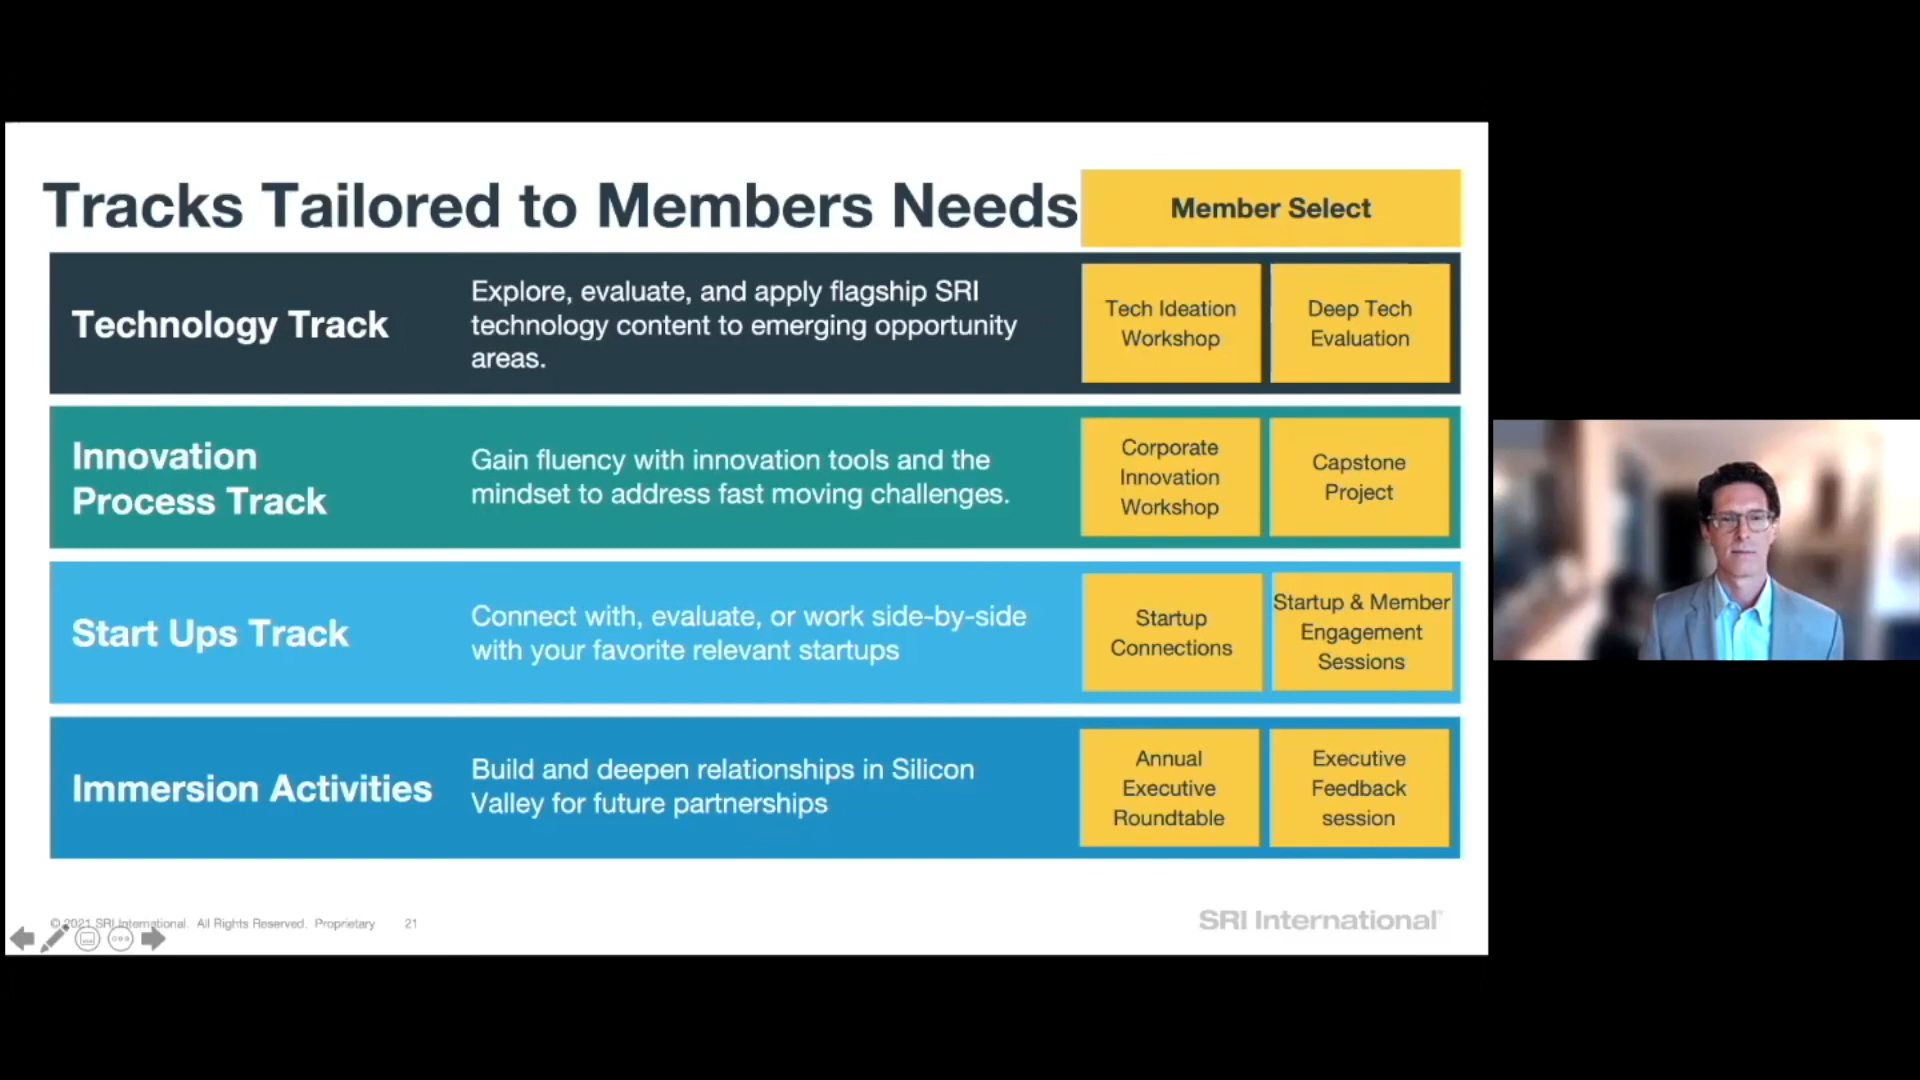 Tracks Tailored to Members Needs
Member Select
Technology Track
Explore, evaluate, and apply flagship SRI
technology content to emerging opportunity
areas.
Tech Ideation
Workshop
Deep Tech
Evaluation
Innovation
Process Track
Gain fluency with innovation tools and the
mindset to address fast moving challenges.
Corporate
Innovation
Workshop
Capstone
Project
Start Ups Track
Connect with, evaluate, or work side-by-side
with your favorite relevant startups
Startup
Connections
Startup & Member
Engagement
Sessions
Immersion Activities
Build and deepen relationships in Silicon
Valley for future partnerships
Annual
Executive
Roundtable
Executive
Feedback
session
© 2021 SRI International. All Rights Reserved. Proprietary 21
SRI International